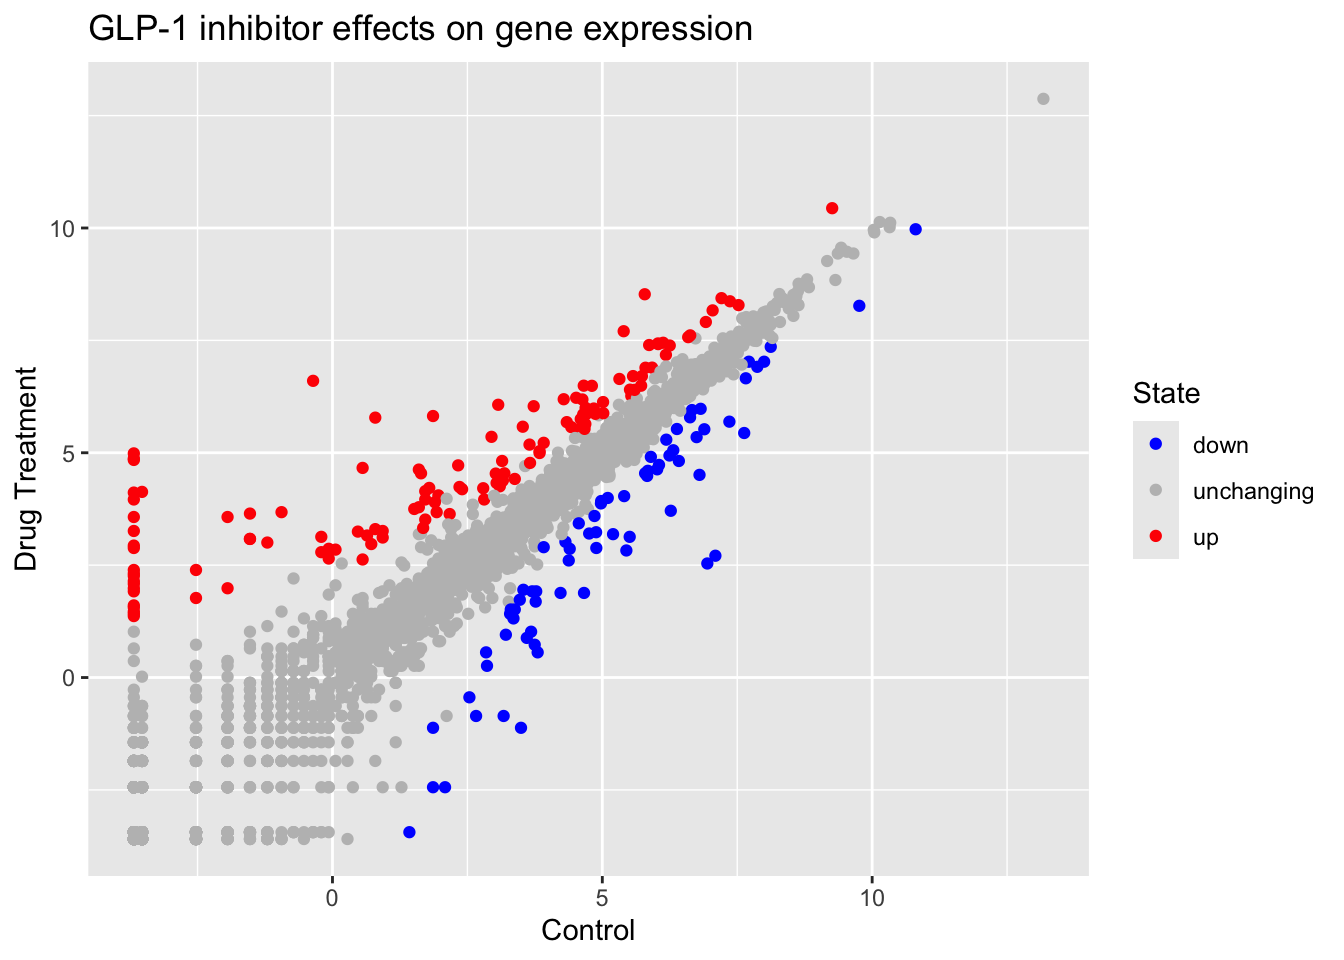 GLP-1 inhibitor effects on gene expression
Drug Treatment
10
5
0
0
5
10
Control
State
down
unchanging
up